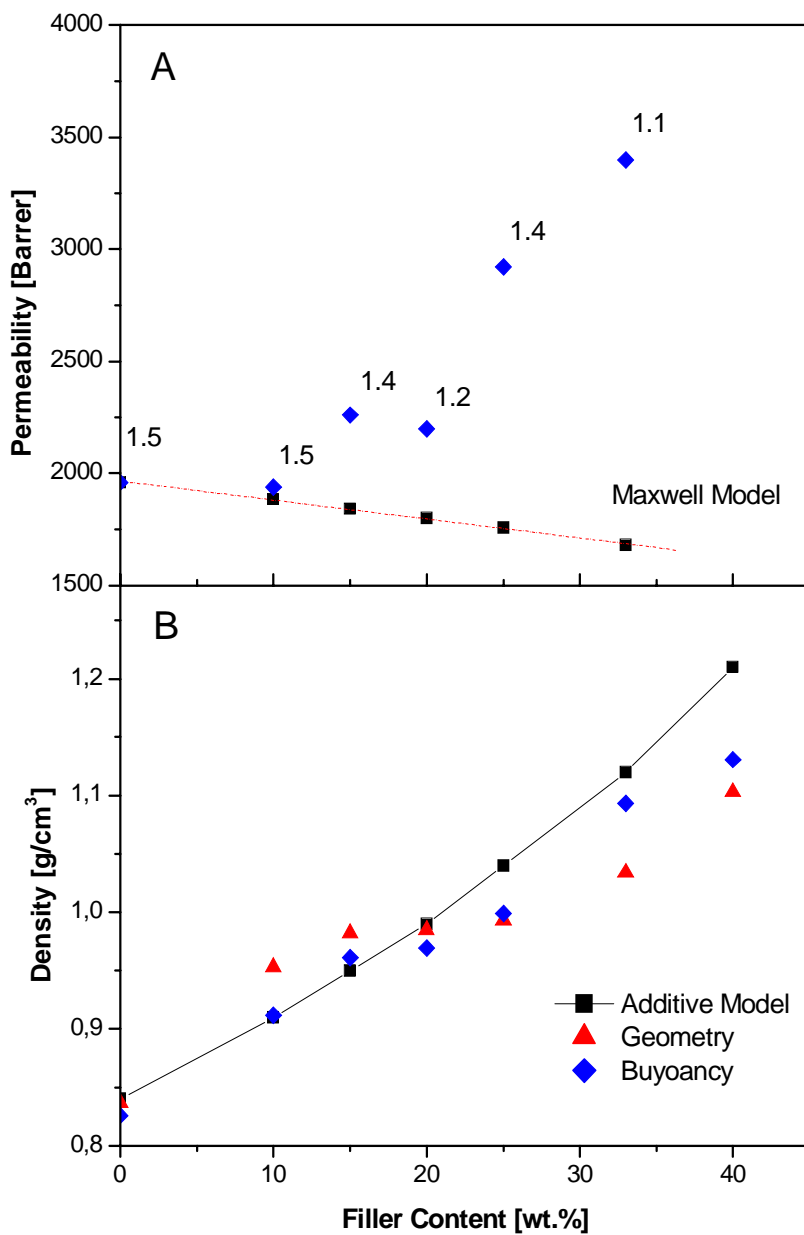 4000
A
3500
1.1
3000
1.4
2500
1.4
1.2
2000
1.5
1.5
Maxwell Model
1500
Permeability [Barrer]
B
1,2
1,1
1,0
0,9
0,8
Density [g/cm³]
Additive Model
Geometry
Buyoancy
0 10 20 30 40
Filler Content [wt.%]